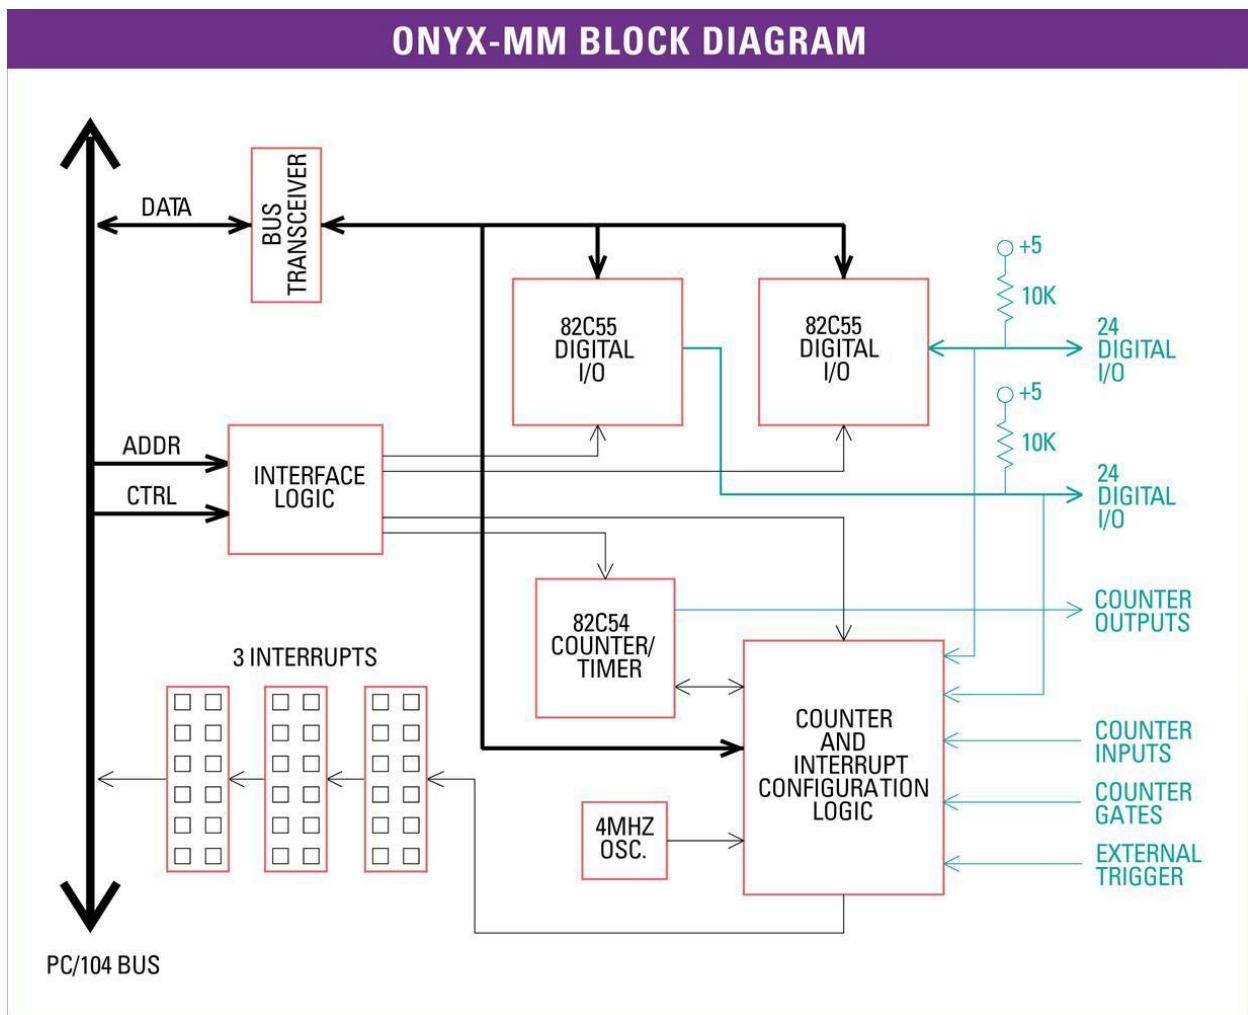 ONYX-MM BLOCK DIAGRAM
DATA
BUS
TRANSCEIVER
82C55
DIGITAL
I/O
82C55
DIGITAL
I/O
+5
10K
24
DIGITAL
I/O
+5
10K
24
DIGITAL
I/O
ADDR
CTRL
INTERFACE
LOGIC
82C54
COUNTER/
TIMER
COUNTER
OUTPUTS
3 INTERRUPTS
COUNTER
AND
INTERRUPT
CONFIGURATION
LOGIC
COUNTER
INPUTS
COUNTER
GATES
EXTERNAL
TRIGGER
4MHZ
OSC.
PC/104 BUS